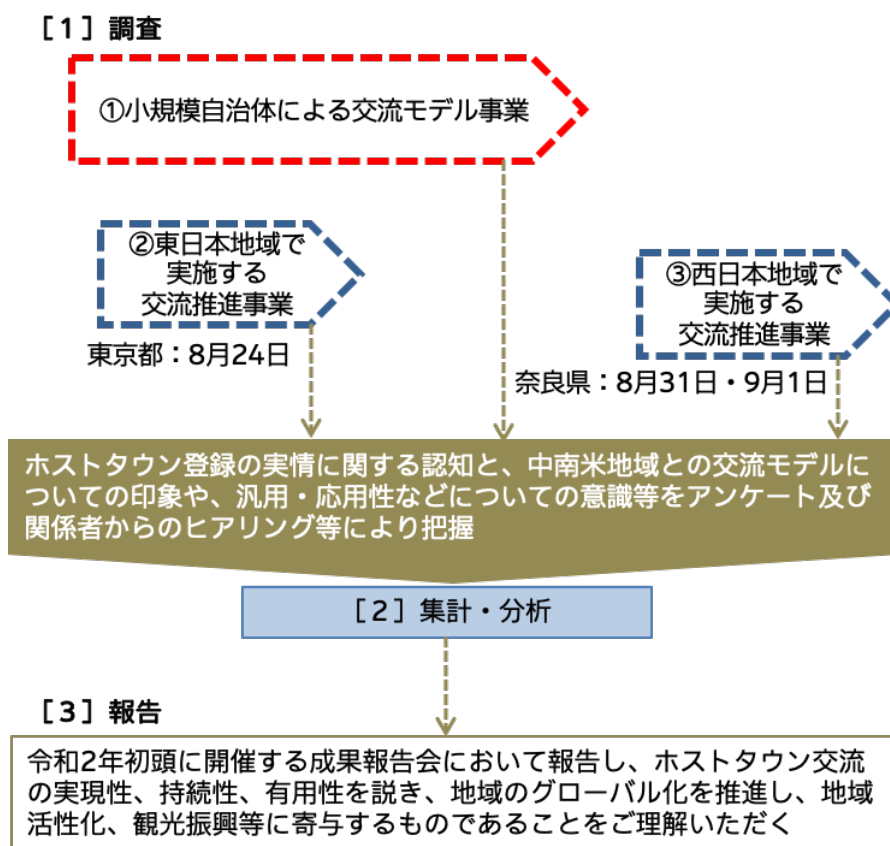 ［１］調査
①小規模自治体による交流モデル事業
②東日本地域で
実施する
交流推進事業
東京都：8月24日
③西日本地域で
実施する
交流推進事業
奈良県：8月31日・9月1日
ホストタウン登録の実情に関する認知と、中南米地域との交流モデルに
ついての印象や、汎用・応用性などについての意識等をアンケート及び
関係者からのヒアリング等により把握
［２］集計・分析
［３］報告
令和2年初頭に開催する成果報告会において報告し、ホストタウン交流
の実現性、持続性、有用性を説き、地域のグローバル化を推進し、地域
活性化、観光振興等に寄与するものであることをご理解いただく